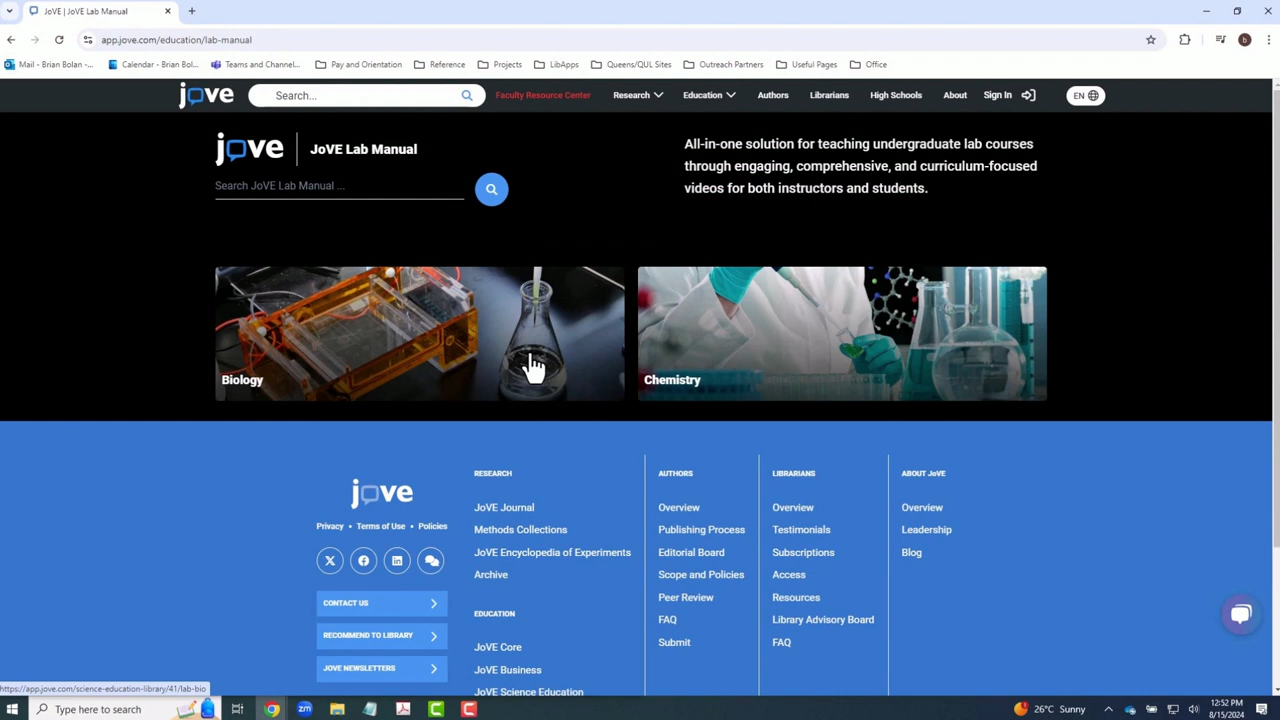 JoVE | JoVE Lab Manual
app.jove.com/education/lab-manual
Mail - Brian Bolan -...
Calendar - Brian Bol...
Teams and Channel...
Pay and Orientation
Reference
Projects
LibApps
Queens/QUL Sites
Outreach Partners
Useful Pages
Office
jove
Search...
Faculty Resource Center
Research
Education
Authors
Librarians
High Schools
About
Sign In
EN
jove
JoVE Lab Manual
Search JoVE Lab Manual ...
All-in-one solution for teaching undergraduate lab courses
through engaging, comprehensive, and curriculum-focused
videos for both instructors and students.
Biology
Chemistry
jove
Privacy • Terms of Use • Policies
CONTACT US
RECOMMEND TO LIBRARY
JOVE NEWSLETTERS
RESEARCH
JoVE Journal
Methods Collections
JoVE Encyclopedia of Experiments
Archive
EDUCATION
JoVE Core
JoVE Business
JoVE Science Education
AUTHORS
Overview
Publishing Process
Editorial Board
Scope and Policies
Peer Review
FAQ
Submit
LIBRARIANS
Overview
Testimonials
Subscriptions
Access
Resources
Library Advisory Board
FAQ
ABOUT JoVE
Overview
Leadership
Blog
https://app.jove.com/science-education-library/41/lab-bio
Type here to search
26°C Sunny
12:52 PM
8/15/2024